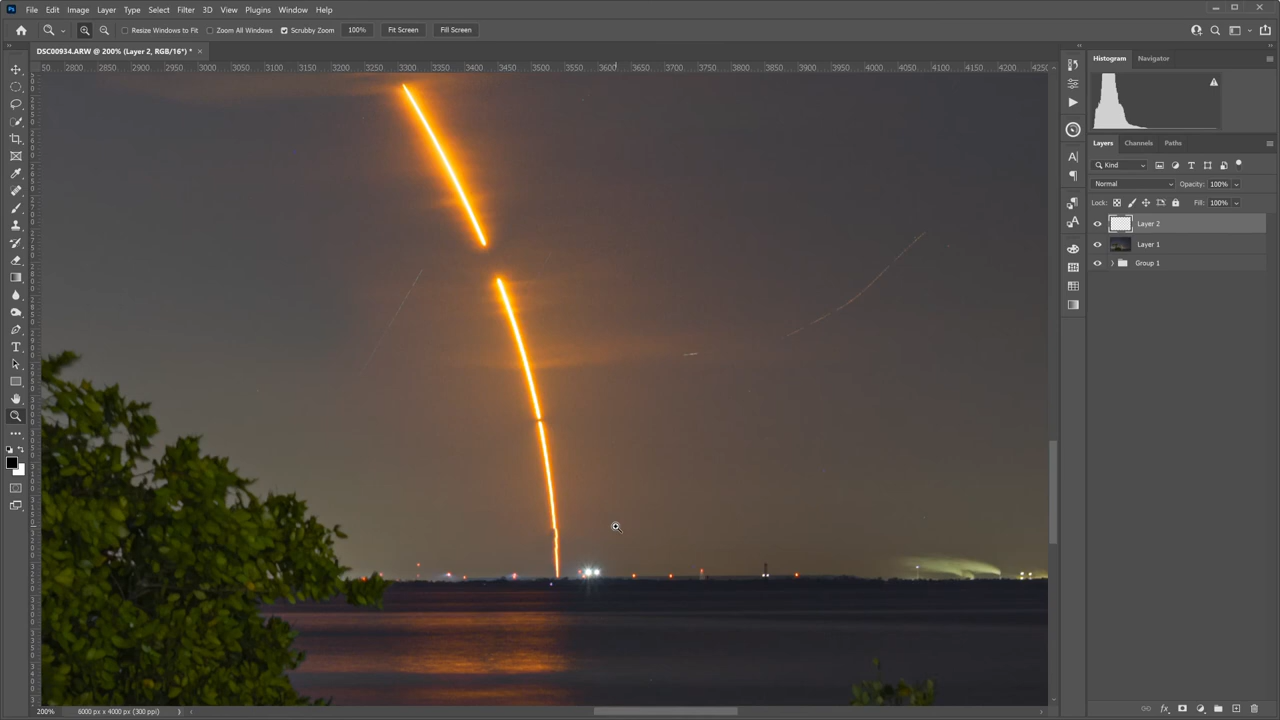 Ps File Edit Image Layer Type Select Filter 3D View Plugins Window Help
Resize Windows to Fit Zoom All Windows Scrubby Zoom 100% Fit Screen Fill Screen
DSC00934.ARW @ 200% (Layer 2, RGB/16*) * ×
50 2800 2850 2900 2950 3000 3050 3100 3150 3200 3250 3300 3350 3400 3450 3500 3550 3600 3650 3700 3750 3800 3850 3900 3950 4000 4050 4100 4150 4200 4250
Histogram Navigator
Layers Channels Paths
Kind
Normal Opacity: 100%
Lock: Fill: 100%
Layer 2
Layer 1
Group 1
200% 6000 px x 4000 px (300 ppi)